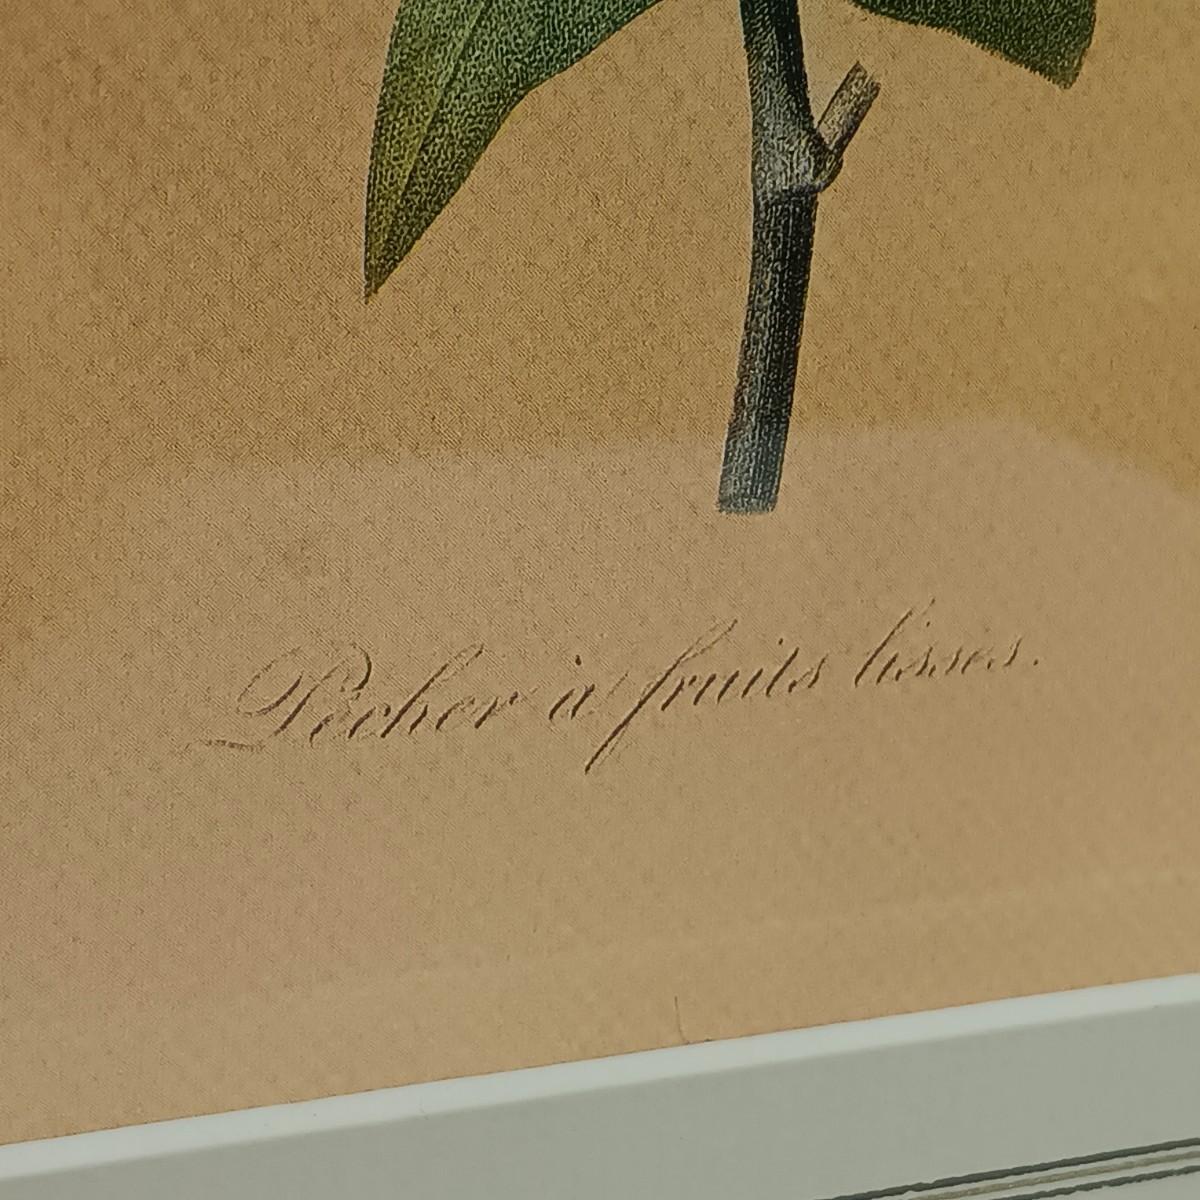 Pêcher à fruits lisses.